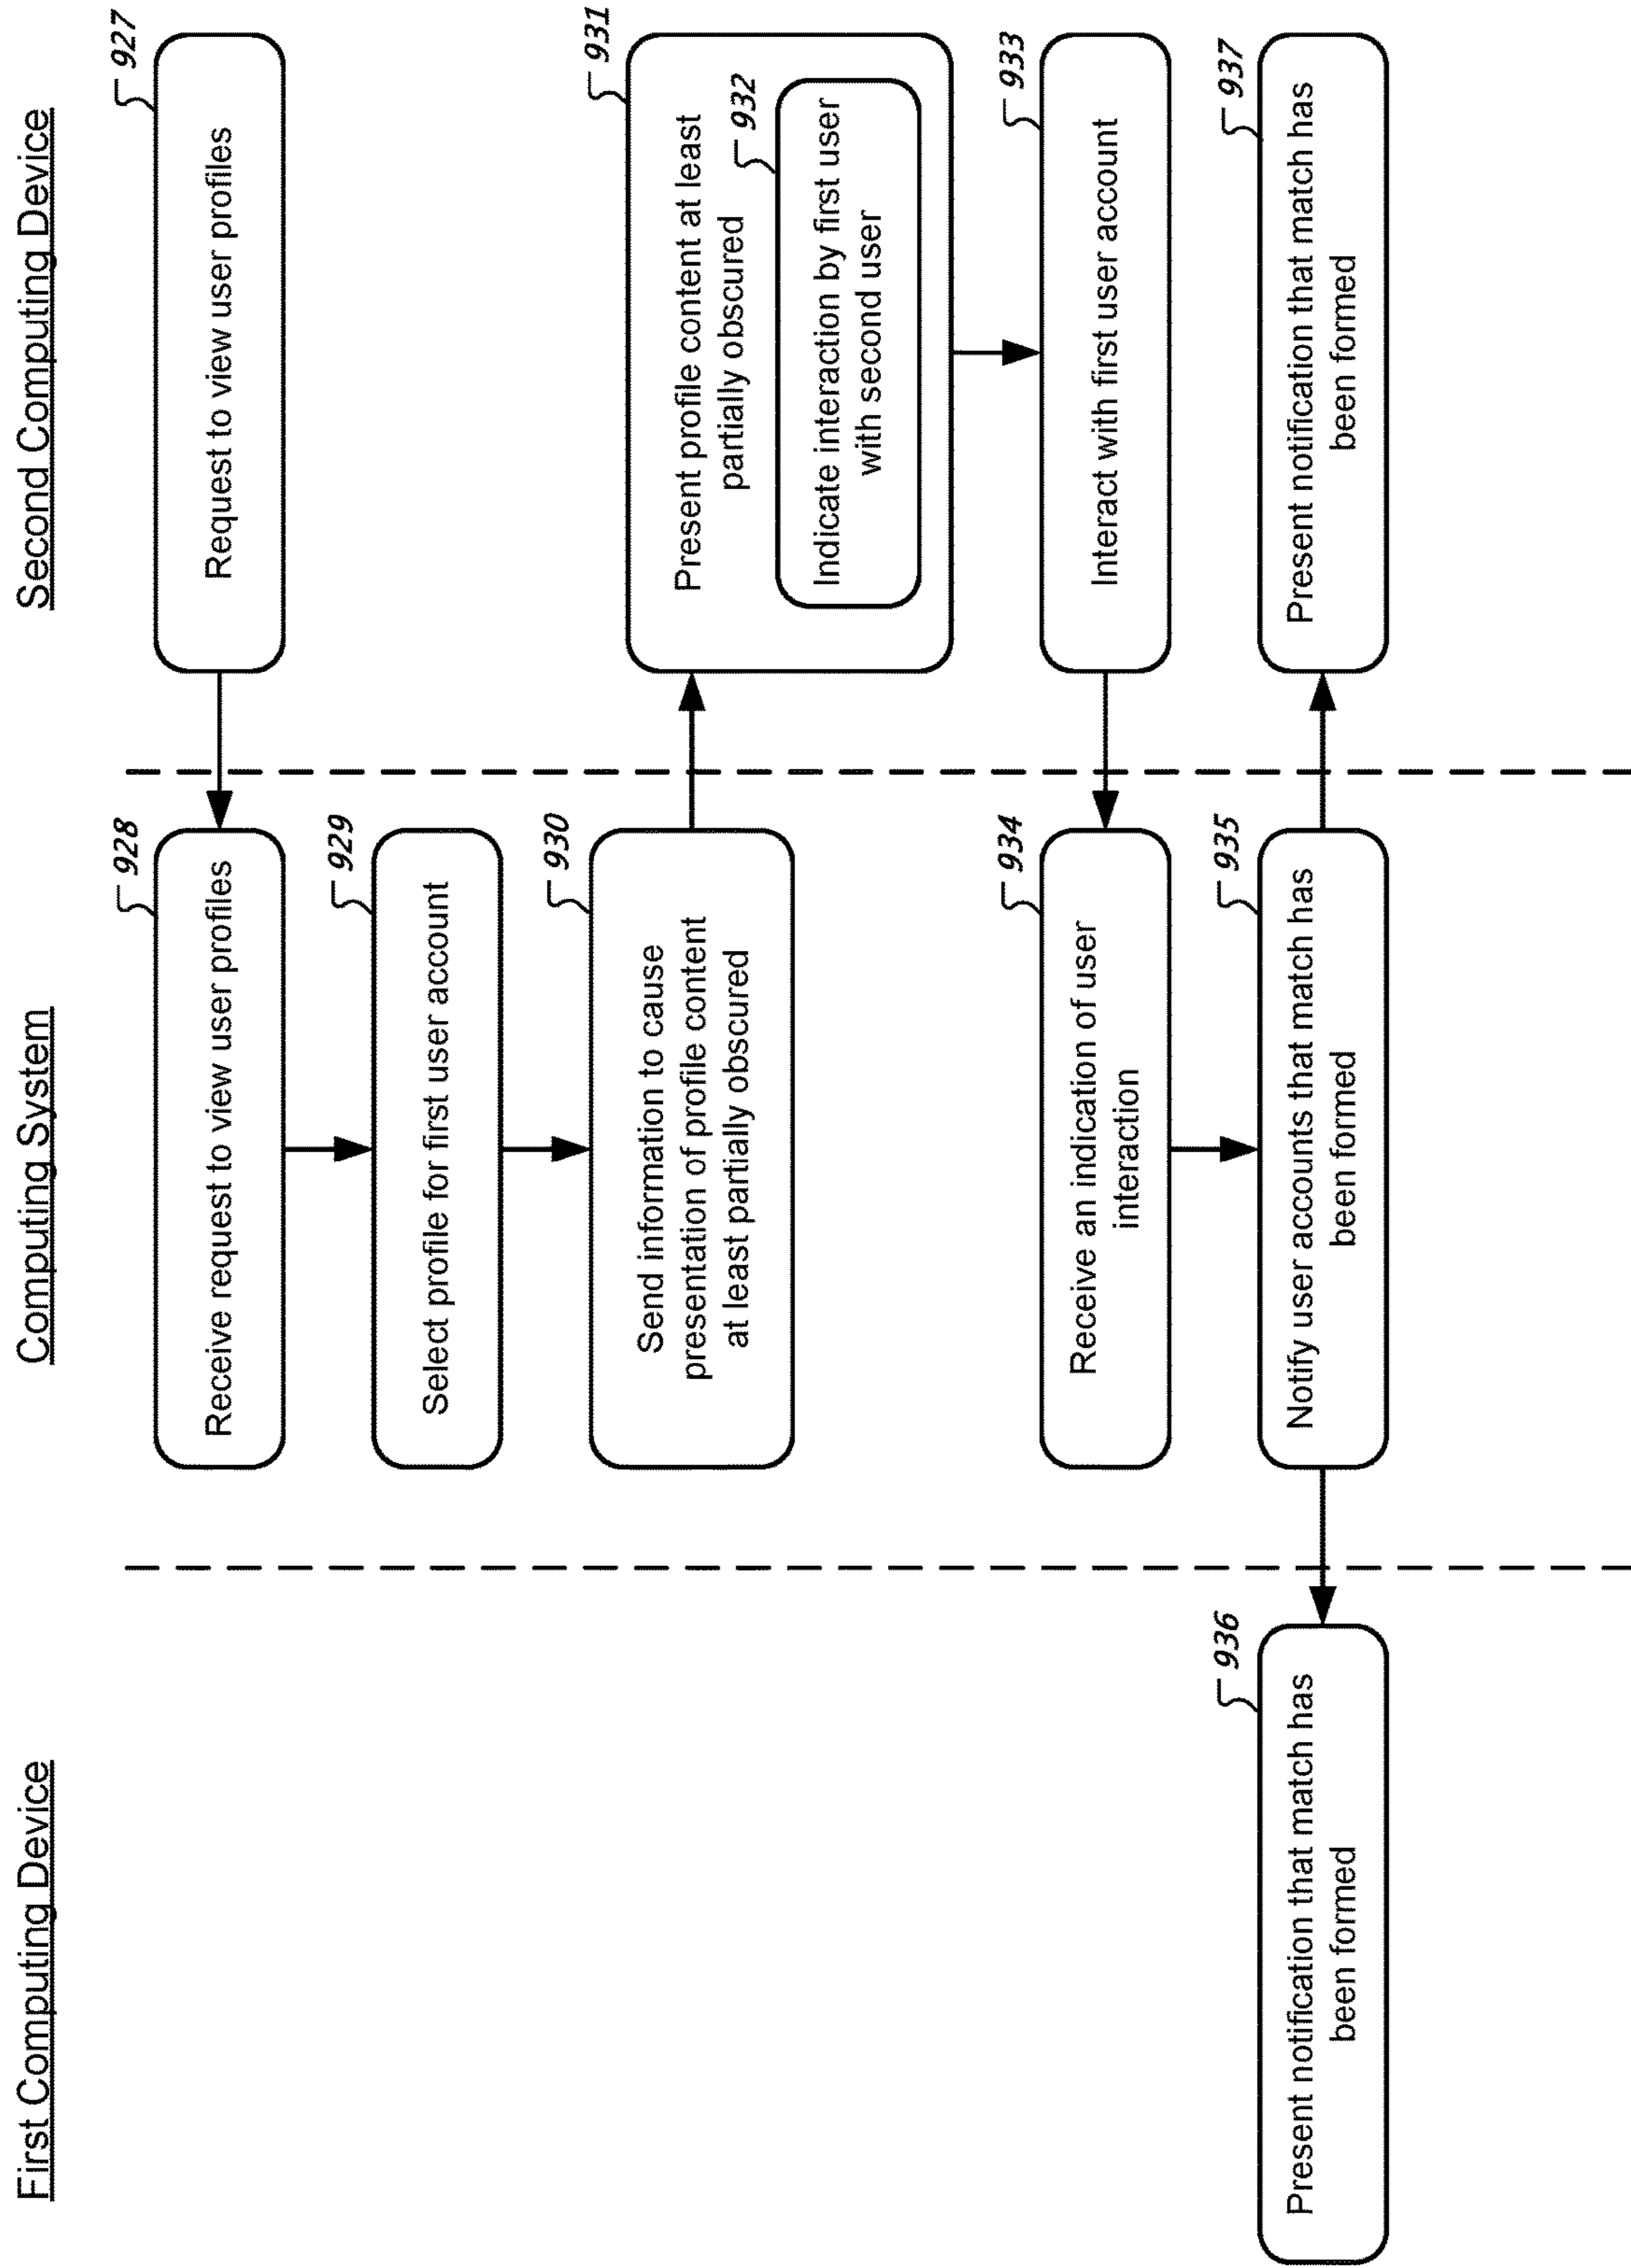 First Computing Device
Computing System
Second Computing Device
927
Request to view user profiles
928
Receive request to view user profiles
929
Select profile for first user account
930
Send information to cause
presentation of profile content
at least partially obscured
931
Present profile content at least
partially obscured
932
Indicate interaction by first user
with second user
933
Interact with first user account
934
Receive an indication of user
interaction
935
Notify user accounts that match has
been formed
936
Present notification that match has
been formed
937
Present notification that match has
been formed